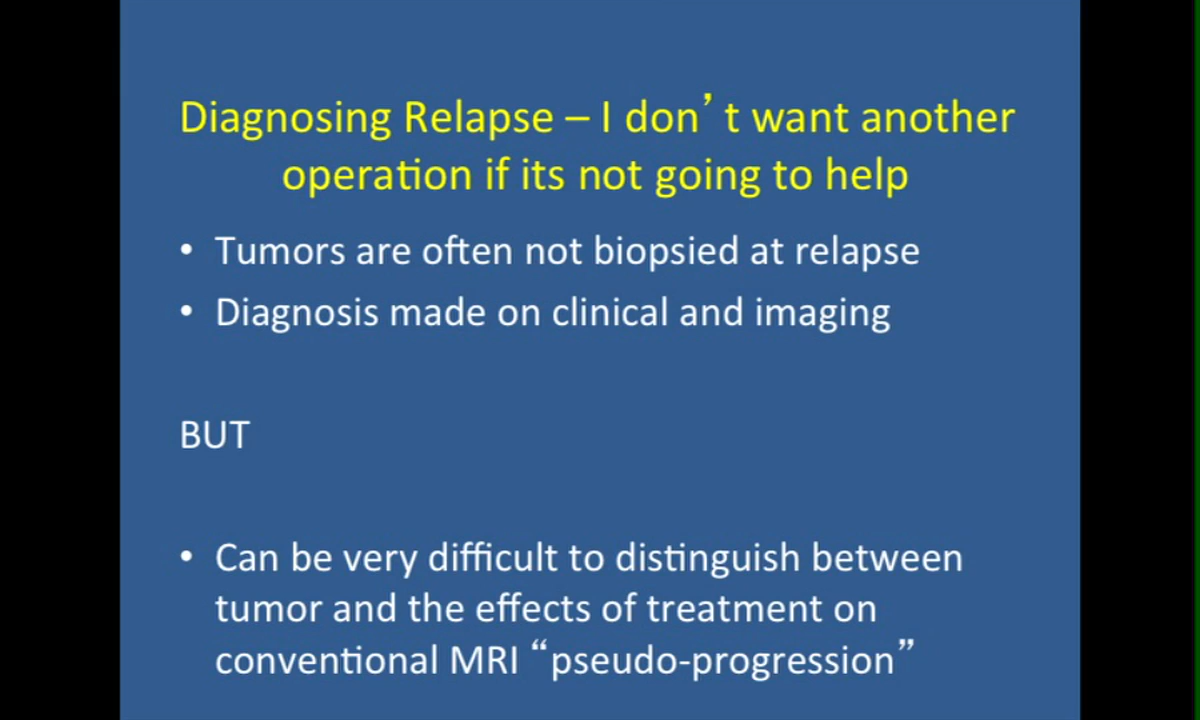 Diagnosing Relapse – I don’t want another
operation if its not going to help
• Tumors are often not biopsied at relapse
• Diagnosis made on clinical and imaging
BUT
• Can be very difficult to distinguish between
tumor and the effects of treatment on
conventional MRI “pseudo-progression”